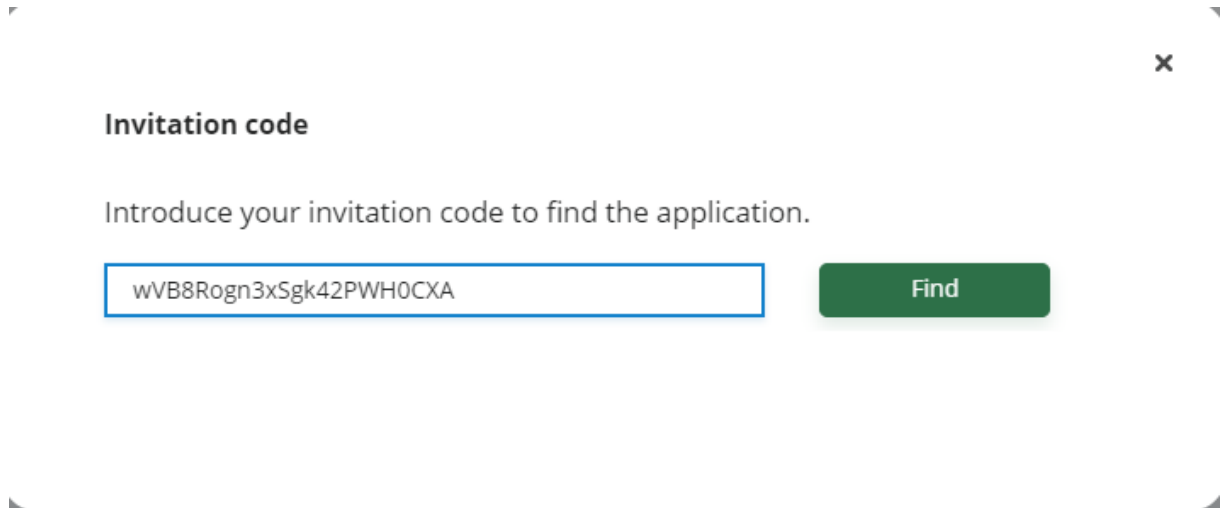 Invitation code
Introduce your invitation code to find the application.
wVB8Rogn3xSgk42PWH0CXA
Find